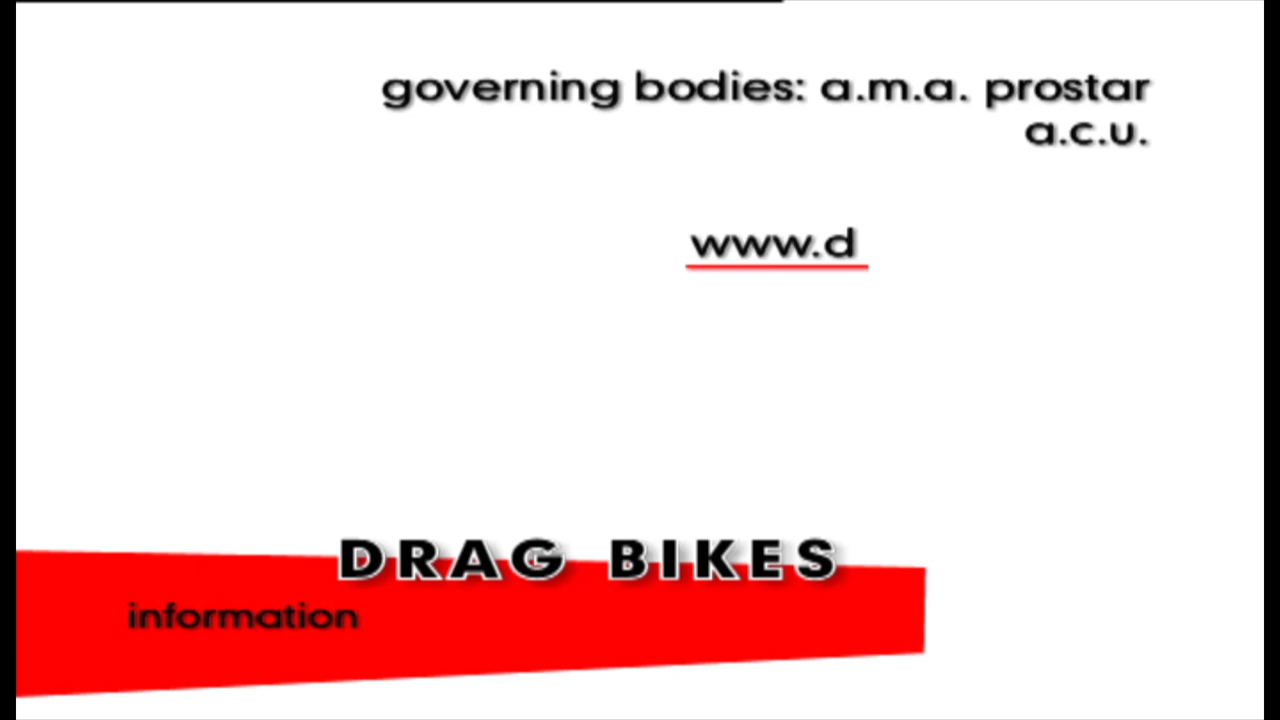 governing bodies: a.m.a. prostar
a.c.u.
www.d
DRAG BIKES
information